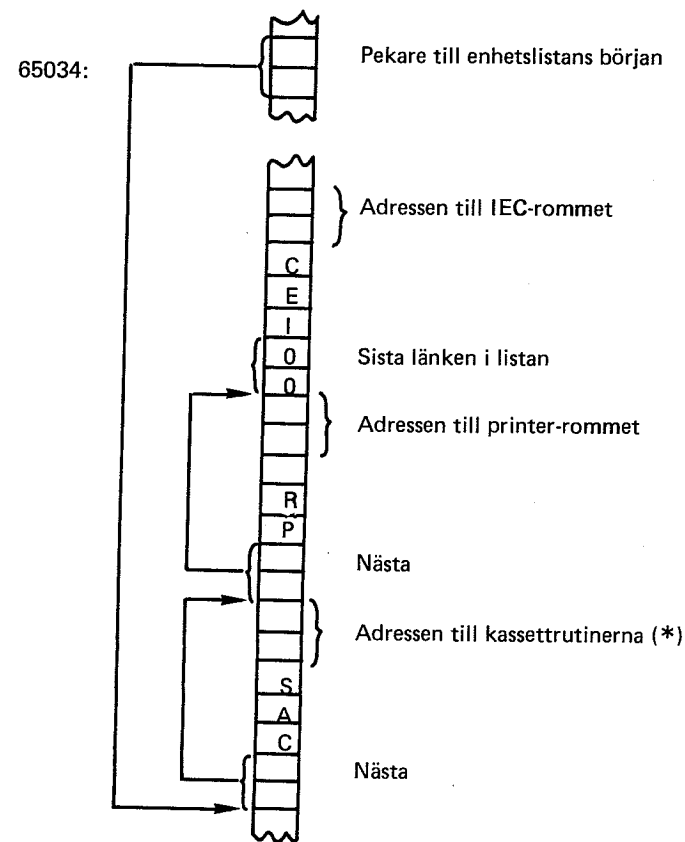 Pekare till enhetslistans början
65034:
Adressen till IEC-rommet
C
E
I
0
Sista länken i listan
0
Adressen till printer-rommet
R
P
Nästa
Adressen till kassettrutinerna (*)
S
A
C
Nästa